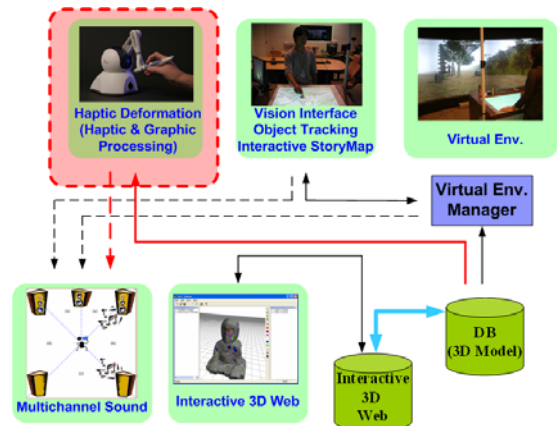 Haptic Deformation
(Haptic & Graphic
Processing)
Vision Interface
Object Tracking
Interactive StoryMap
Virtual Env.
Virtual Env.
Manager
DB
(3D Model)
Interactive
3D
Web
Multichannel Sound
Interactive 3D Web